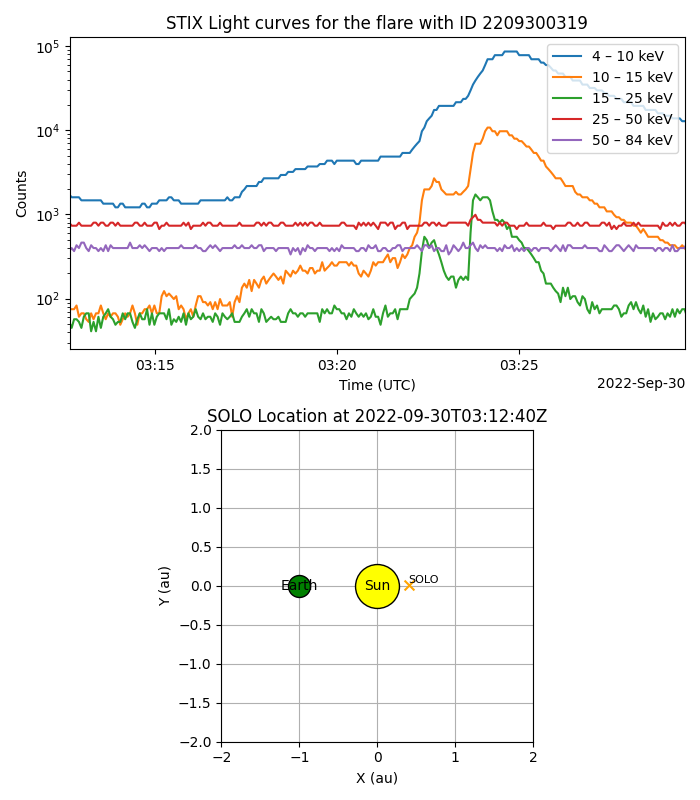 STIX Light curves for the flare with ID 2209300319
10⁵
10⁴
10³
10²
Counts
4 – 10 keV
10 – 15 keV
15 – 25 keV
25 – 50 keV
50 – 84 keV
03:15 03:20 03:25
Time (UTC)
2022-Sep-30
SOLO Location at 2022-09-30T03:12:40Z
2.0
1.5
1.0
0.5
0.0
−0.5
−1.0
−1.5
−2.0
Y (au)
Earth Sun SOLO
−2 −1 0 1 2
X (au)